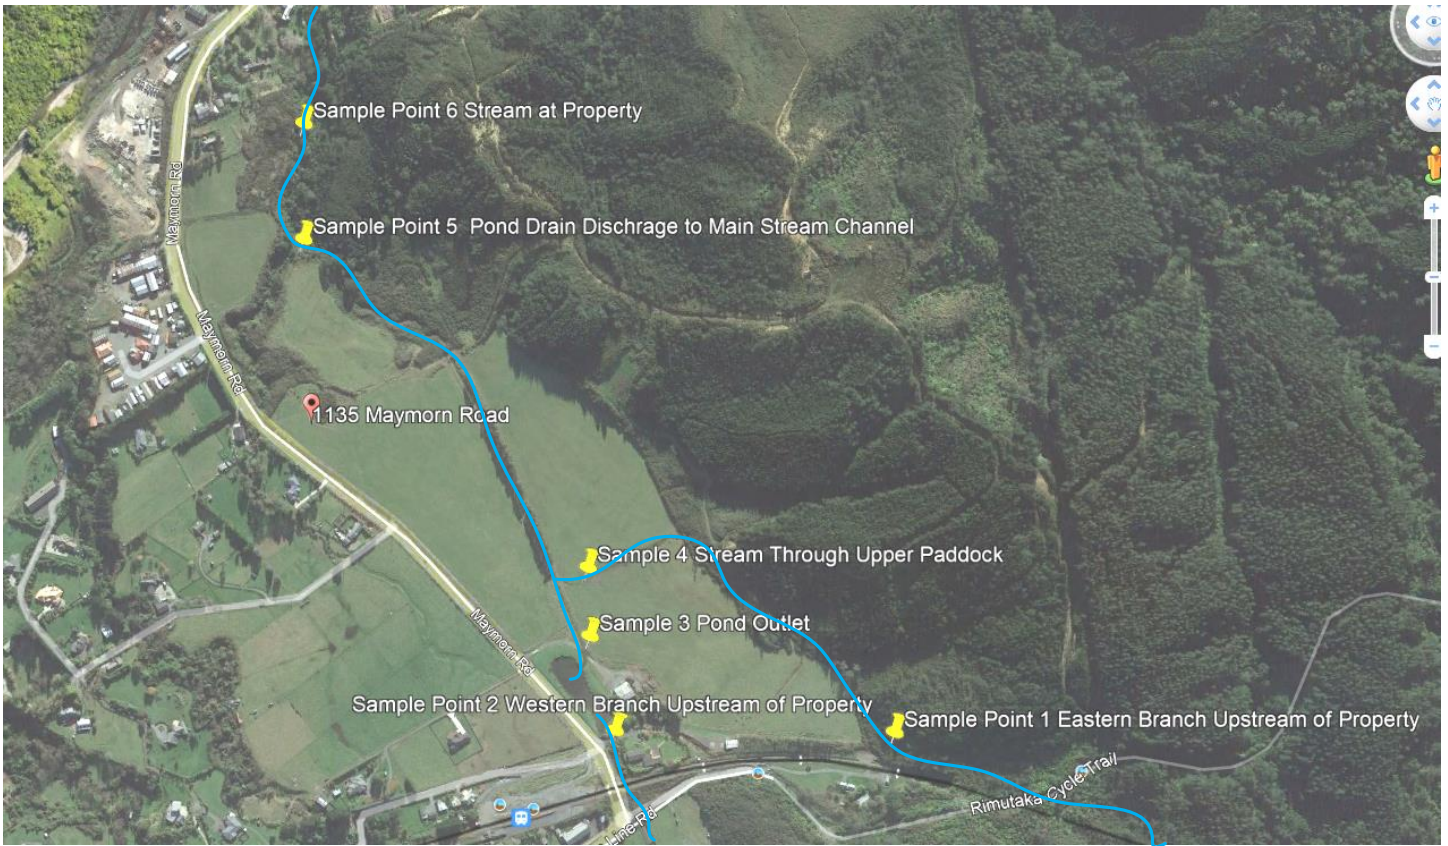 Sample Point 6 Stream at Property
Maymorn Rd
Sample Point 5  Pond Drain Dischrage to Main Stream Channel
Maymorn Rd
1135 Maymorn Road
Sample 4 Stream Through Upper Paddock
Sample 3 Pond Outlet
Maymorn Rd
Sample Point 2 Western Branch Upstream of Property
Sample Point 1 Eastern Branch Upstream of Property
Rimutaka Cycle Trail
Line Rd